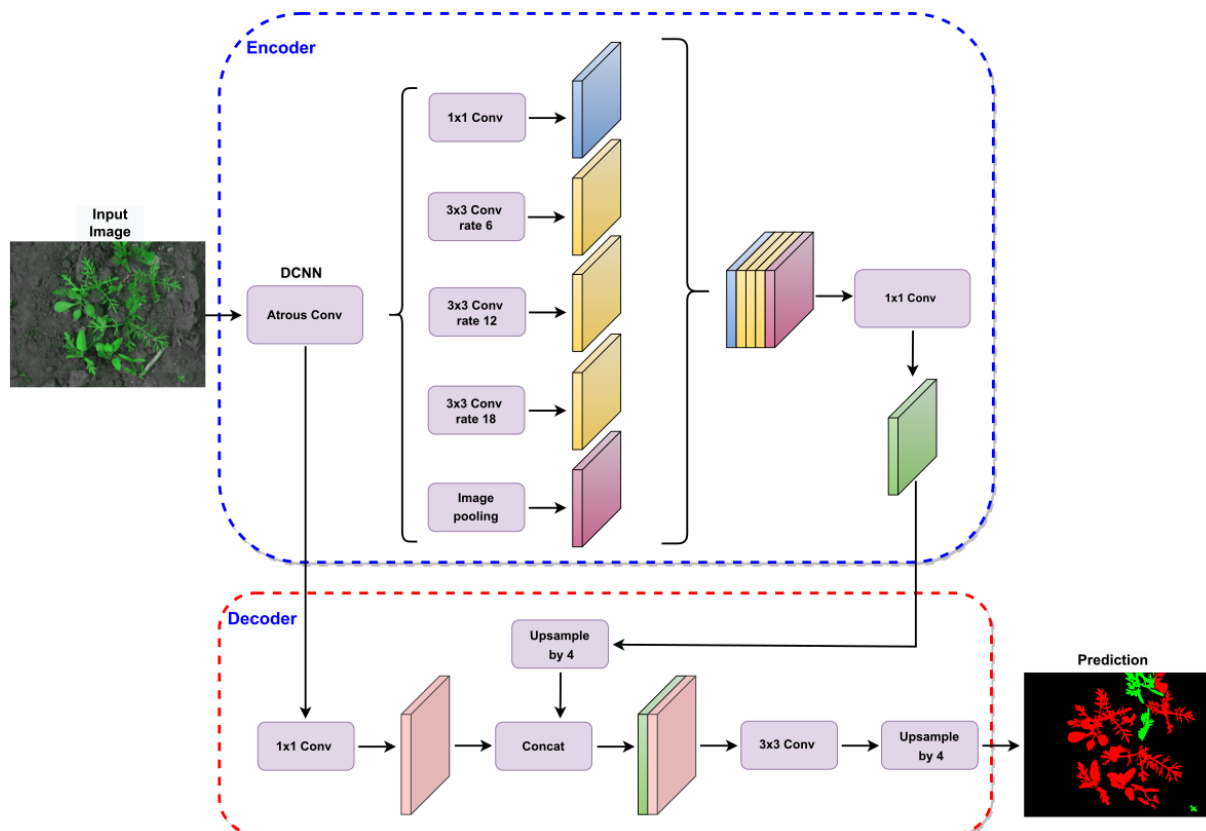 Encoder
Input
Image
DCNN
Atrous Conv
1x1 Conv
3x3 Conv
rate 6
3x3 Conv
rate 12
3x3 Conv
rate 18
Image
pooling
1x1 Conv
Decoder
Upsample
by 4
1x1 Conv
Concat
3x3 Conv
Upsample
by 4
Prediction